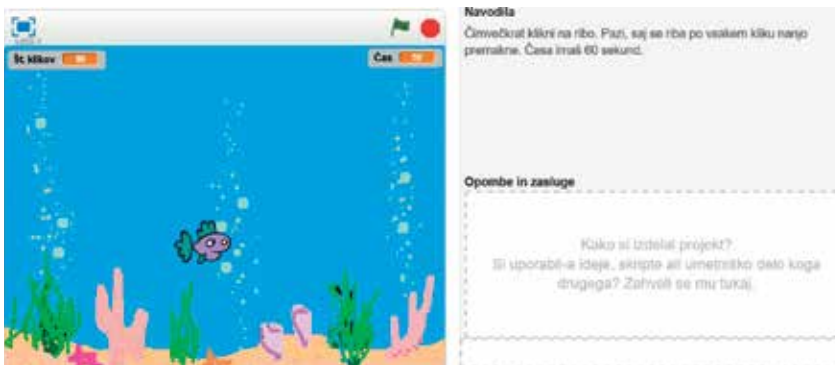 Št. klikov
Čas
Navodila
Čimvečkrat klikni na ribo. Pazi, saj se riba po vsakem kliku nanjo
premakne. Časa imaš 60 sekund.
Opombe in zasluge
Kako si izdelal projekt?
Si uporabil-a ideje, skripte ali umetniško delo koga
drugega? Zahvali se mu tukaj.